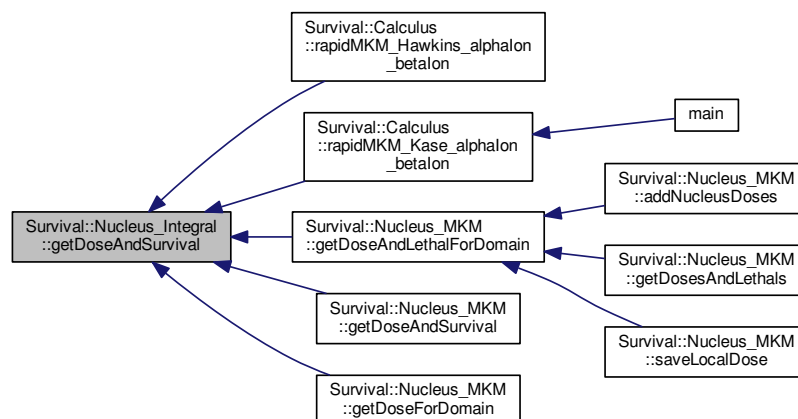 Survival::Calculus
::rapidMKM_Hawkins_alphaIon
_betaIon
Survival::Calculus
::rapidMKM_Kase_alphaIon
_betaIon
main
Survival::Nucleus_Integral
::getDoseAndSurvival
Survival::Nucleus_MKM
::getDoseAndLethalForDomain
Survival::Nucleus_MKM
::addNucleusDoses
Survival::Nucleus_MKM
::getDosesAndLethals
Survival::Nucleus_MKM
::saveLocalDose
Survival::Nucleus_MKM
::getDoseAndSurvival
Survival::Nucleus_MKM
::getDoseForDomain